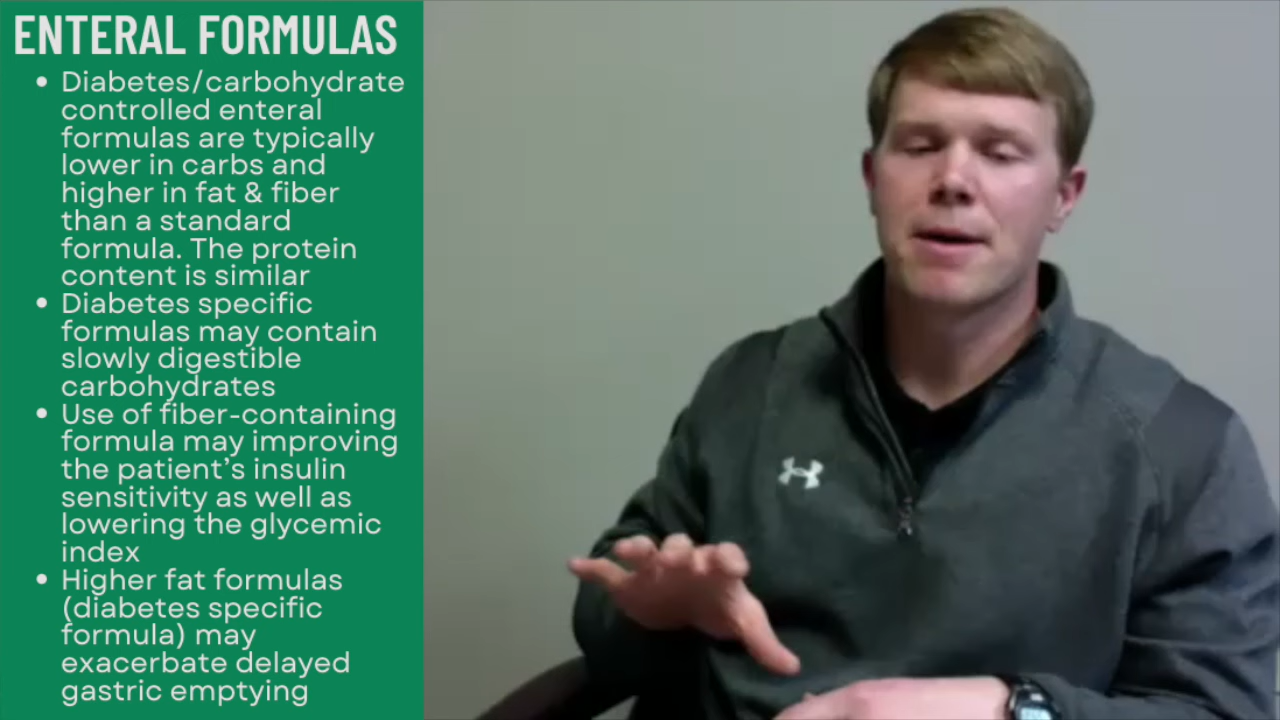 ENTERAL FORMULAS
• Diabetes/carbohydrate
controlled enteral
formulas are typically
lower in carbs and
higher in fat & fiber
than a standard
formula. The protein
content is similar
• Diabetes specific
formulas may contain
slowly digestible
carbohydrates
• Use of fiber-containing
formula may improving
the patient's insulin
sensitivity as well as
lowering the glycemic
index
• Higher fat formulas
(diabetes specific
formula) may
exacerbate delayed
gastric emptying